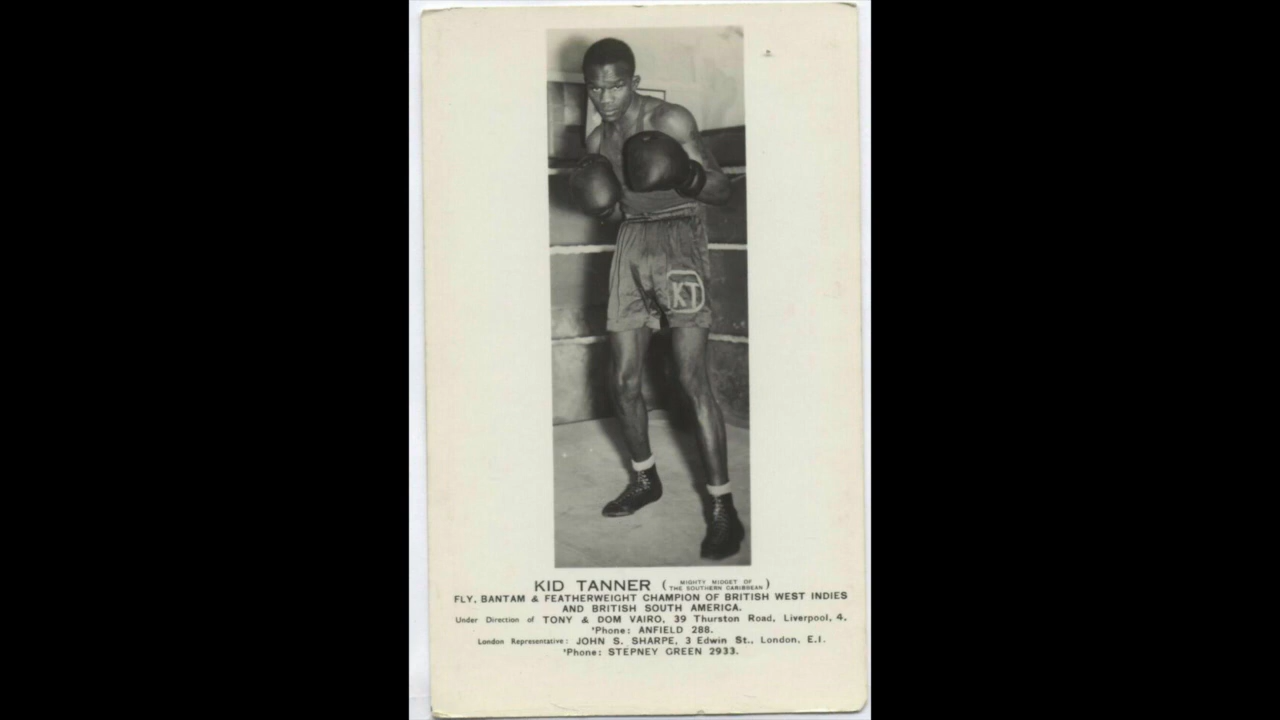 KT
KID TANNER ( MIGHTY MIDGET OF THE SOUTHERN CARIBBEAN )
FLY, BANTAM & FEATHERWEIGHT CHAMPION OF BRITISH WEST INDIES
AND BRITISH SOUTH AMERICA.
Under Direction of TONY & DOM VAIRO, 39 Thurston Road, Liverpool, 4.
'Phone: ANFIELD 288.
London Representative: JOHN S. SHARPE, 3 Edwin St., London, E.1.
'Phone: STEPNEY GREEN 2933.